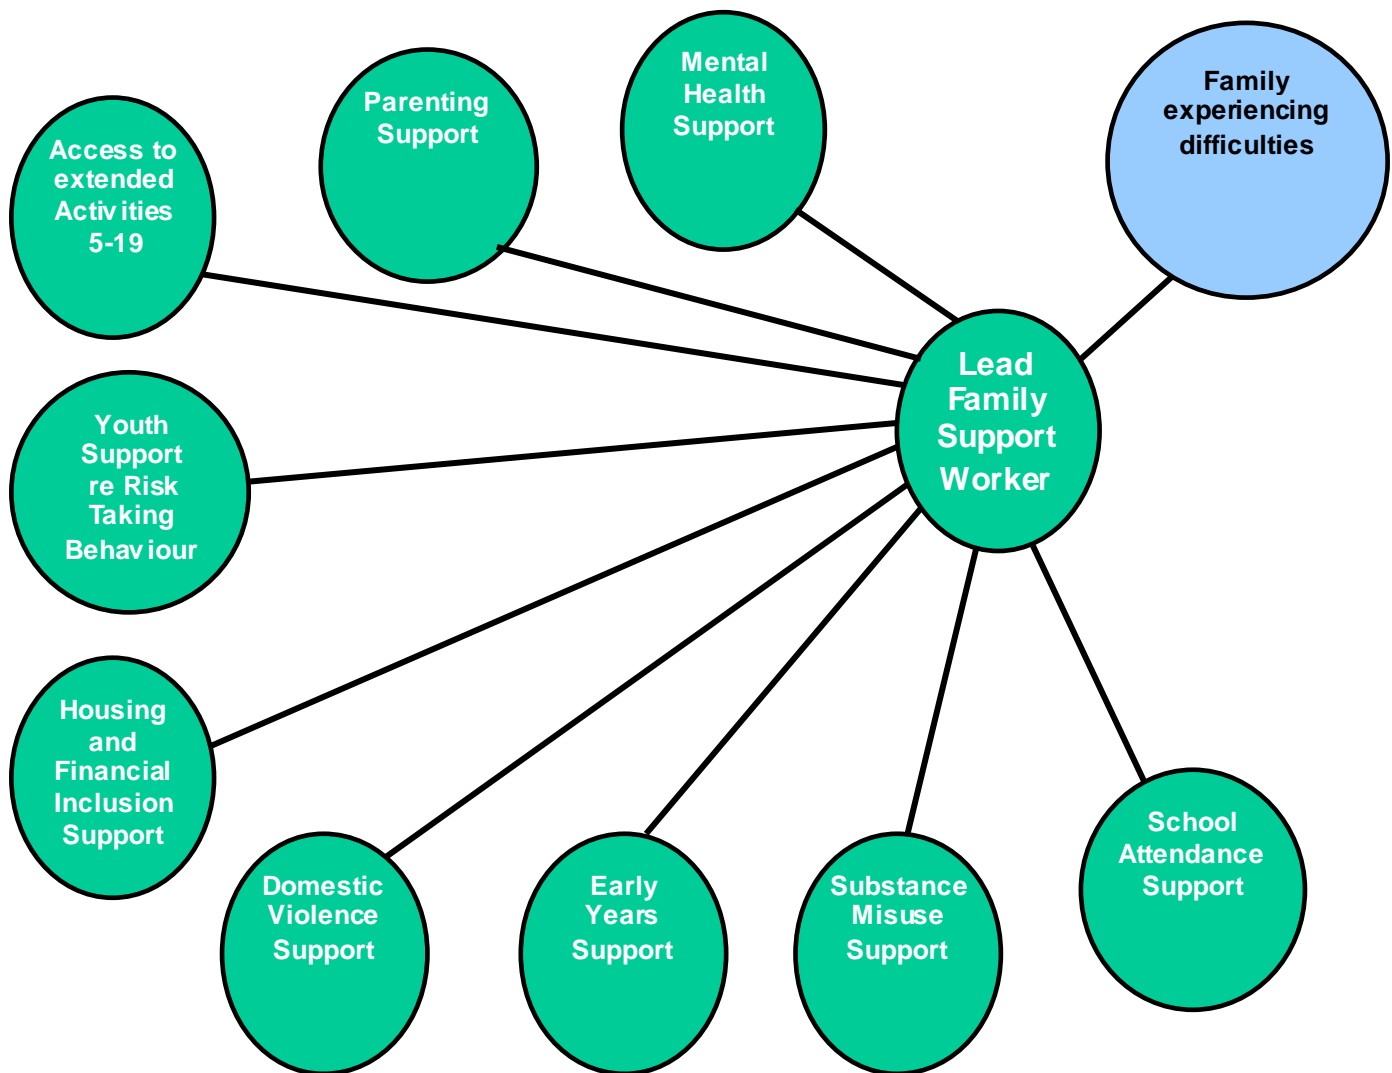 Mental
Health
Support
Family
experiencing
difficulties
Parenting
Support
Access to
extended
Activities
5-19
Lead
Family
Support
Worker
Youth
Support
re Risk
Taking
Behaviour
Housing
and
Financial
Inclusion
Support
School
Attendance
Support
Domestic
Violence
Support
Early
Years
Support
Substance
Misuse
Support